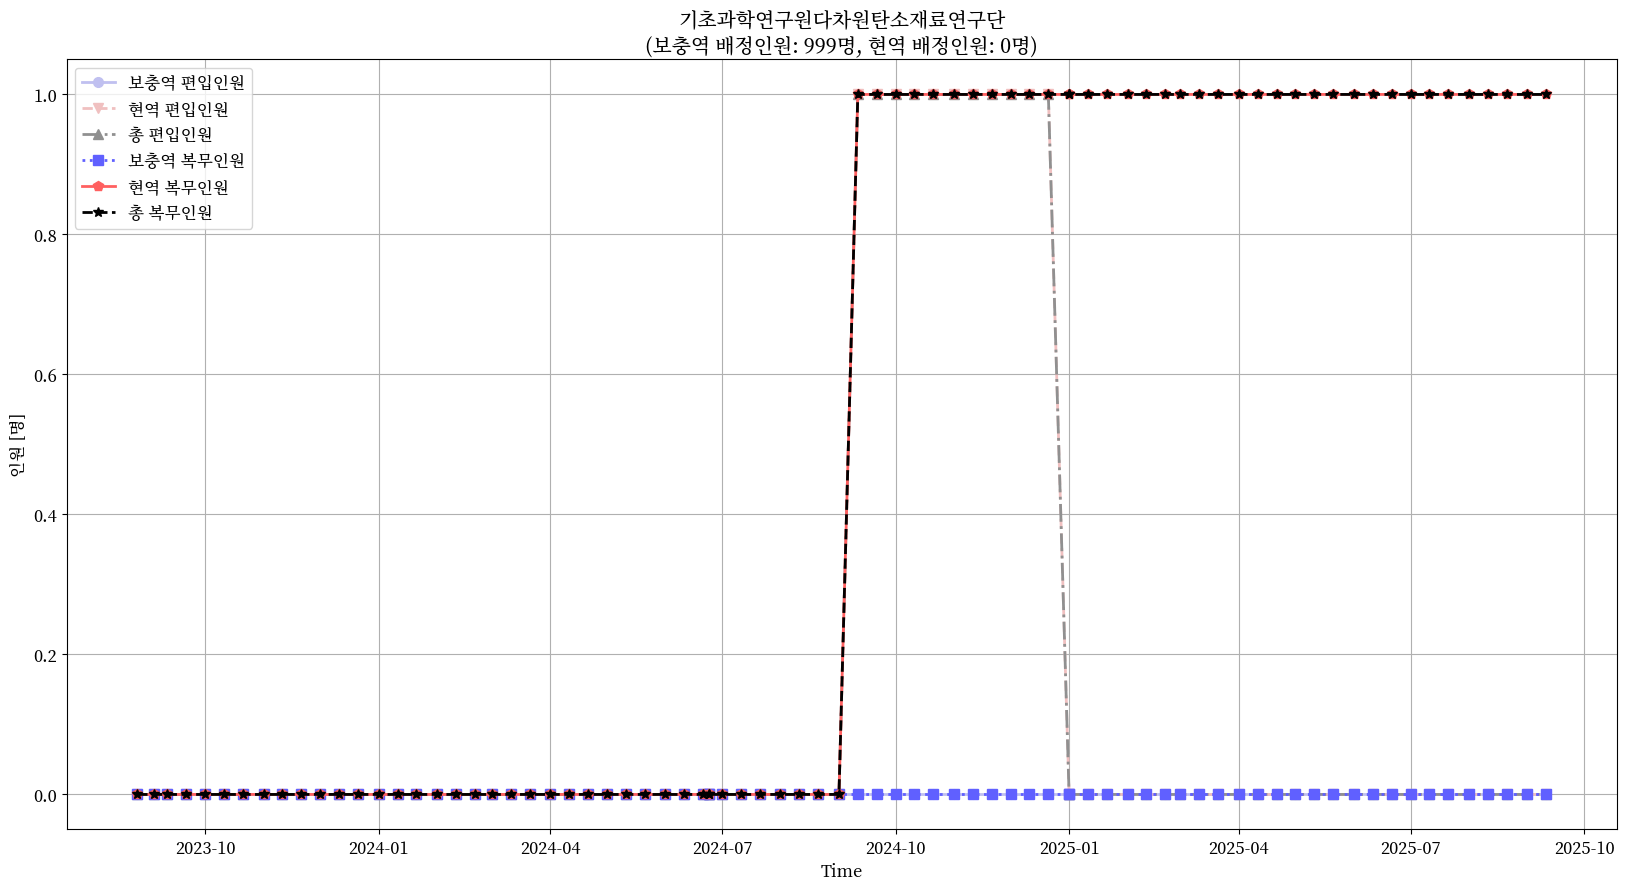 기초과학연구원다차원탄소재료연구단
(보충역 배정인원: 999명, 현역 배정인원: 0명)
보충역 편입인원
현역 편입인원
총 편입인원
보충역 복무인원
현역 복무인원
총 복무인원
1.0
0.8
0.6
0.4
0.2
0.0
인원 [명]
2023-10
2024-01
2024-04
2024-07
2024-10
2025-01
2025-04
2025-07
2025-10
Time